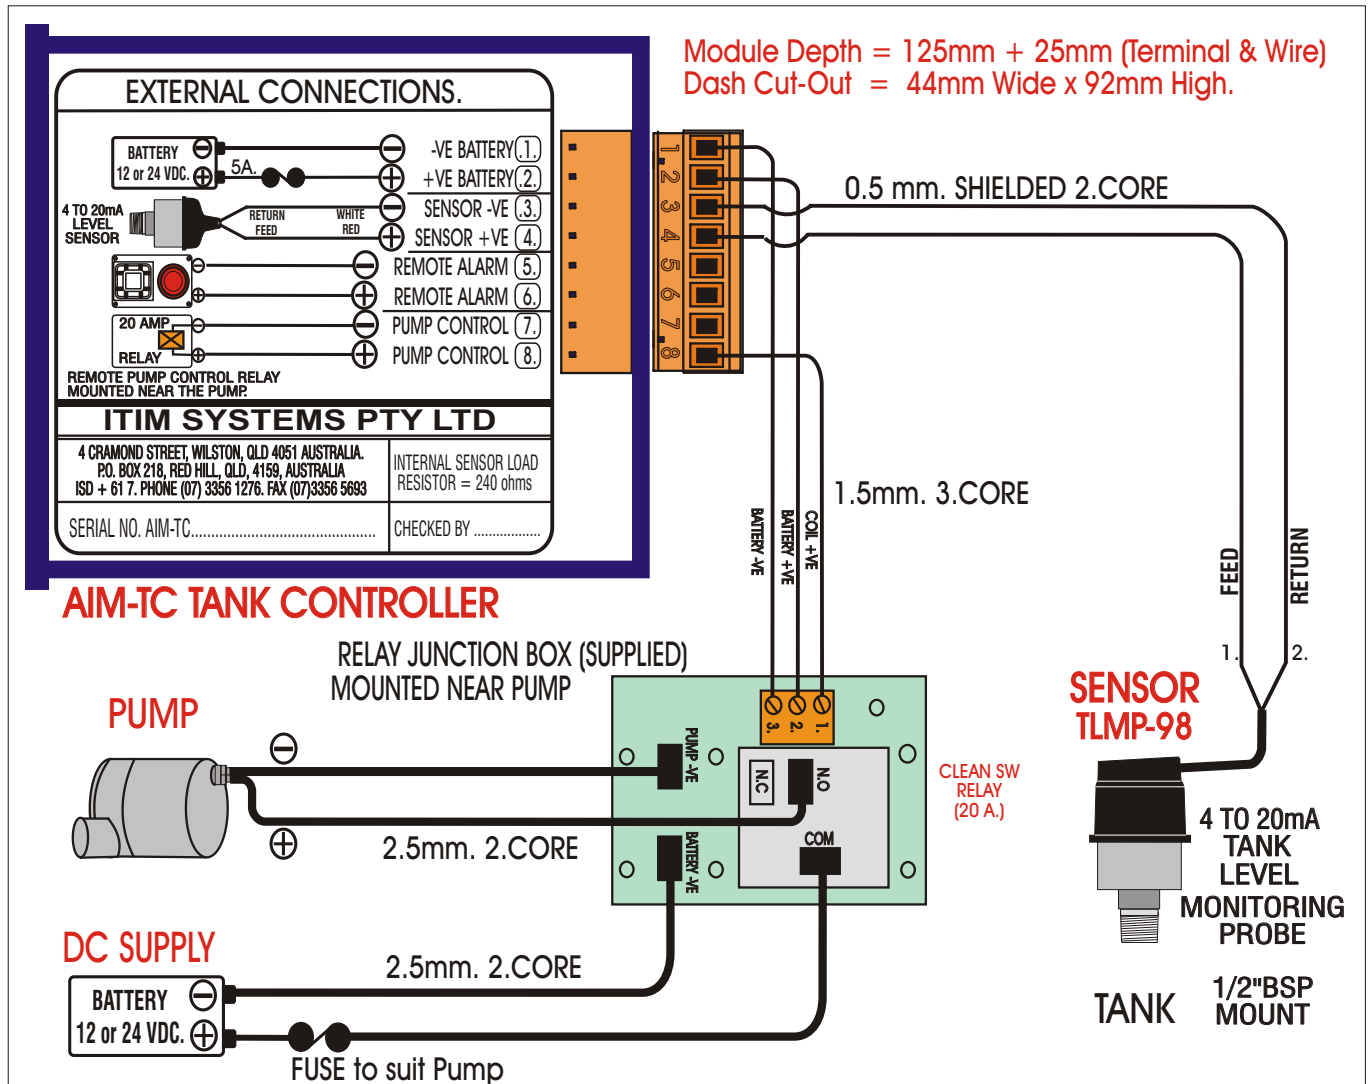 Module Depth = 125mm + 25mm (Terminal & Wire)
Dash Cut-Out = 44mm Wide x 92mm High.
EXTERNAL CONNECTIONS.
BATTERY
12 or 24 VDC.
5A.
-VE BATTERY .1.
+VE BATTERY .2.
4 TO 20mA
LEVEL
SENSOR
RETURN WHITE
FEED RED
SENSOR -VE .3.
SENSOR +VE 4.
REMOTE ALARM 5.
REMOTE ALARM 6.
20 AMP
RELAY
PUMP CONTROL 7.
PUMP CONTROL 8.
REMOTE PUMP CONTROL RELAY
MOUNTED NEAR THE PUMP.
ITIM SYSTEMS PTY LTD
4 CRAMOND STREET, WILSTON, QLD 4051 AUSTRALIA.
P.O. BOX 218, RED HILL, QLD, 4159, AUSTRALIA
ISD + 61 7. PHONE (07) 3356 1276. FAX (07)3356 5693
INTERNAL SENSOR LOAD
RESISTOR = 240 ohms
SERIAL NO. AIM-TC..............................................
CHECKED BY ..................
1
2
3
4
5
6
7
8
0.5 mm. SHIELDED 2.CORE
1.5mm. 3.CORE
BATTERY -VE
BATTERY +VE
COIL +VE
FEED
RETURN
1.
2.
AIM-TC TANK CONTROLLER
RELAY JUNCTION BOX (SUPPLIED)
MOUNTED NEAR PUMP
3.
2.
1.
PUMP
PUMP -VE
N.C
N.O
COM
BATTERY -VE
CLEAN SW
RELAY
(20 A.)
2.5mm. 2.CORE
SENSOR
TLMP-98
4 TO 20mA
TANK
LEVEL
MONITORING
PROBE
DC SUPPLY
2.5mm. 2.CORE
BATTERY
12 or 24 VDC.
FUSE to suit Pump
TANK
1/2"BSP
MOUNT